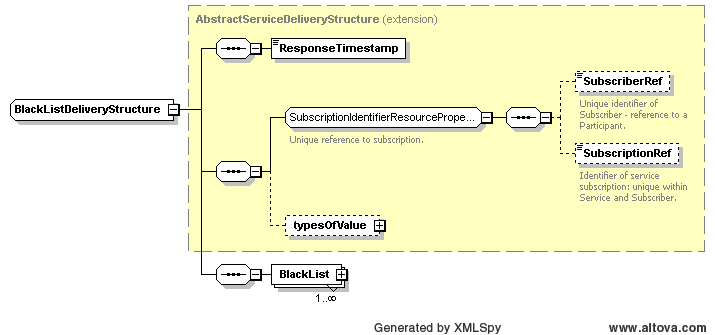 AbstractServiceDeliveryStructure (extension)
ResponseTimestamp
BlackListDeliveryStructure
SubscriptionIdentifierResourcePrope...
Unique reference to subscription.
SubscriberRef
Unique identifier of
Subscriber - reference to a
Participant.
SubscriptionRef
Identifier of service
subscription: unique within
Service and Subscriber.
typesOfValue
BlackList
1..∞
Generated by XMLSpy
www.altova.com